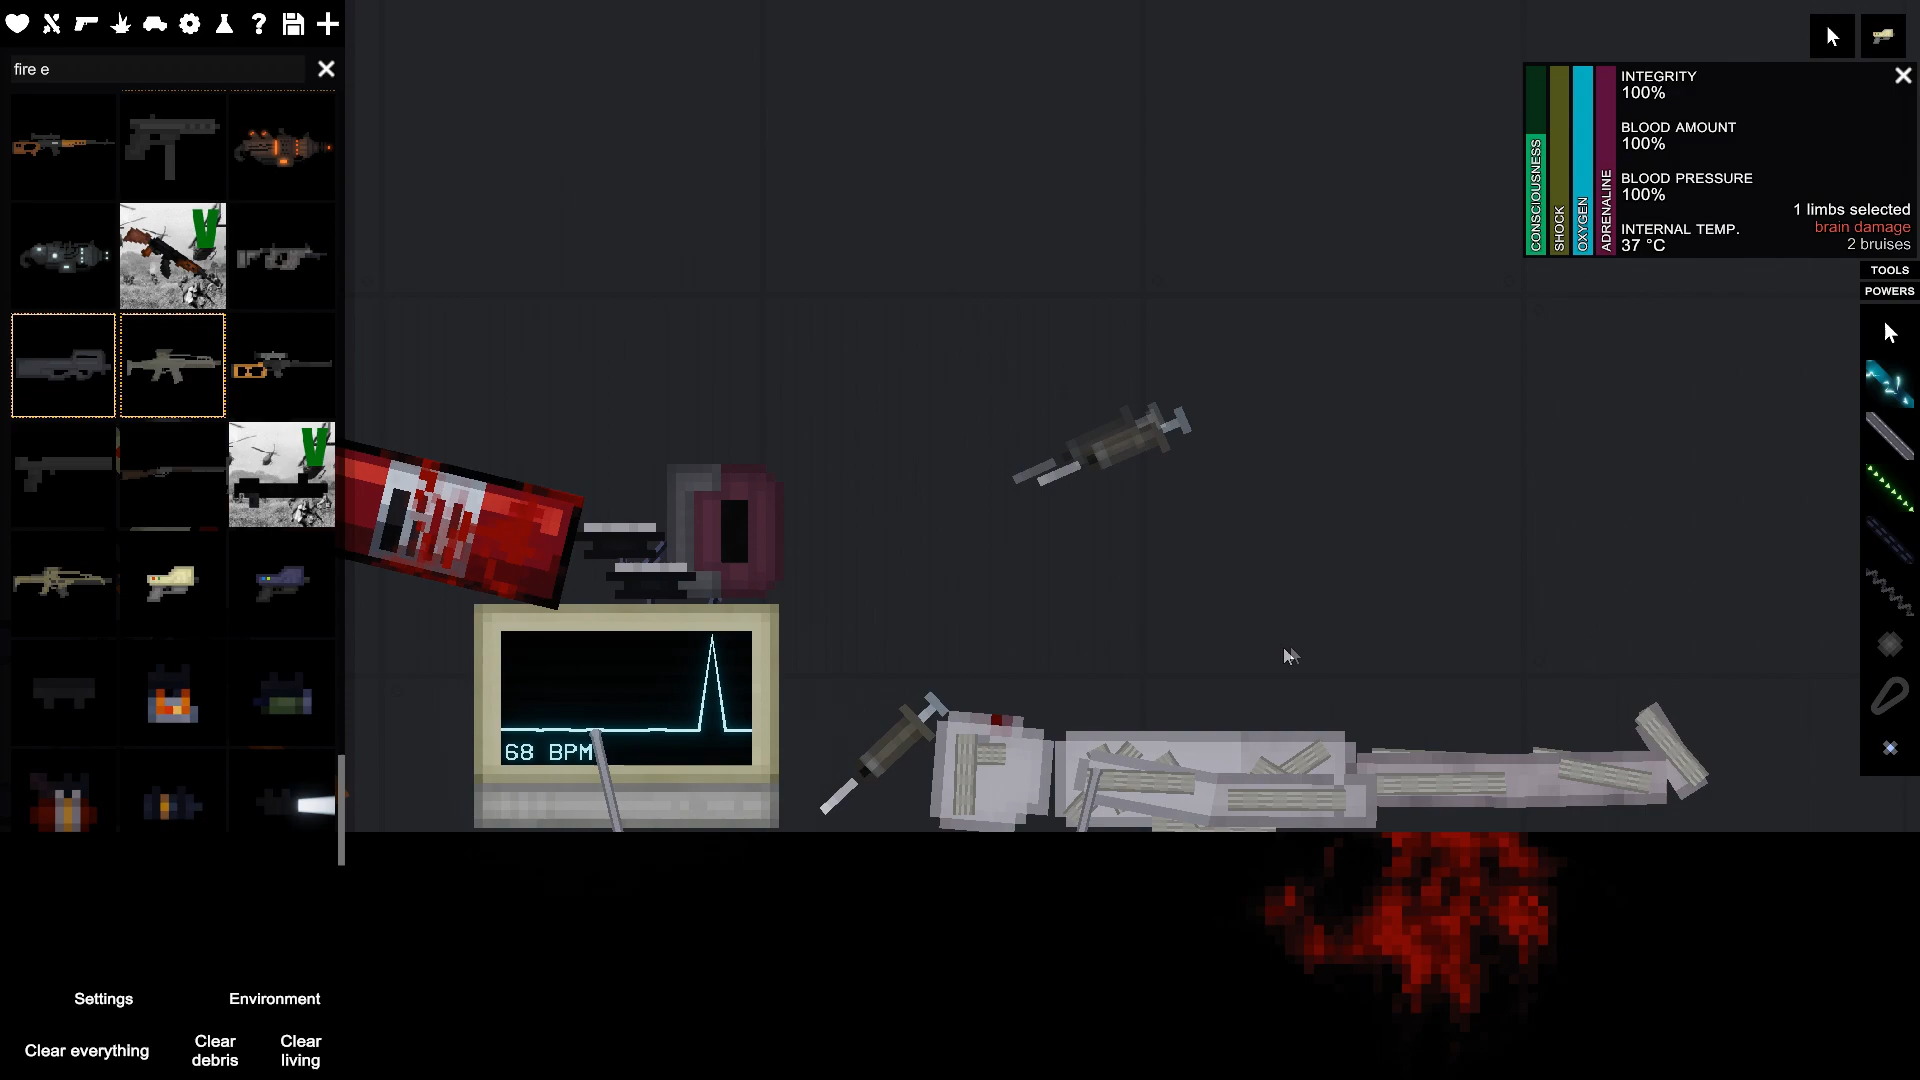 fire e
INTEGRITY
100%
BLOOD AMOUNT
100%
BLOOD PRESSURE
100%
INTERNAL TEMP.
37 °C
CONSCIOUSNESS
SHOCK
OXYGEN
ADRENALINE
1 limbs selected
brain damage
2 bruises
TOOLS
POWERS
V
V
68 BPM
Settings
Environment
Clear everything
Clear
debris
Clear
living